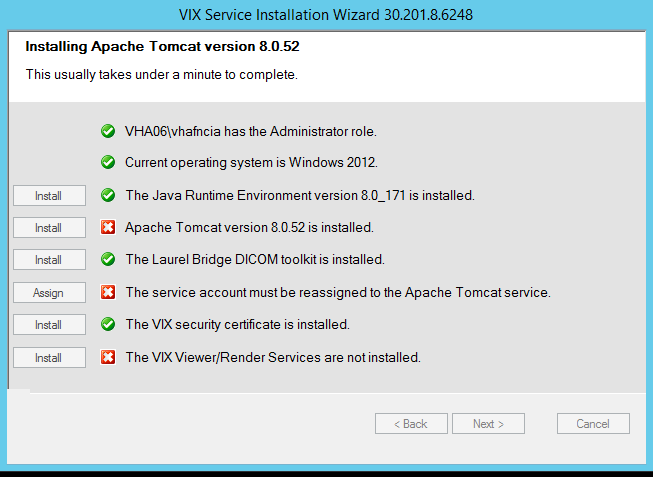 VIX Service Installation Wizard 30.201.8.6248
Installing Apache Tomcat version 8.0.52
This usually takes under a minute to complete.
VHA06\vhafncia has the Administrator role.
Current operating system is Windows 2012.
Install The Java Runtime Environment version 8.0_171 is installed.
Install Apache Tomcat version 8.0.52 is installed.
Install The Laurel Bridge DICOM toolkit is installed.
Assign The service account must be reassigned to the Apache Tomcat service.
Install The VIX security certificate is installed.
Install The VIX Viewer/Render Services are not installed.
< Back Next > Cancel